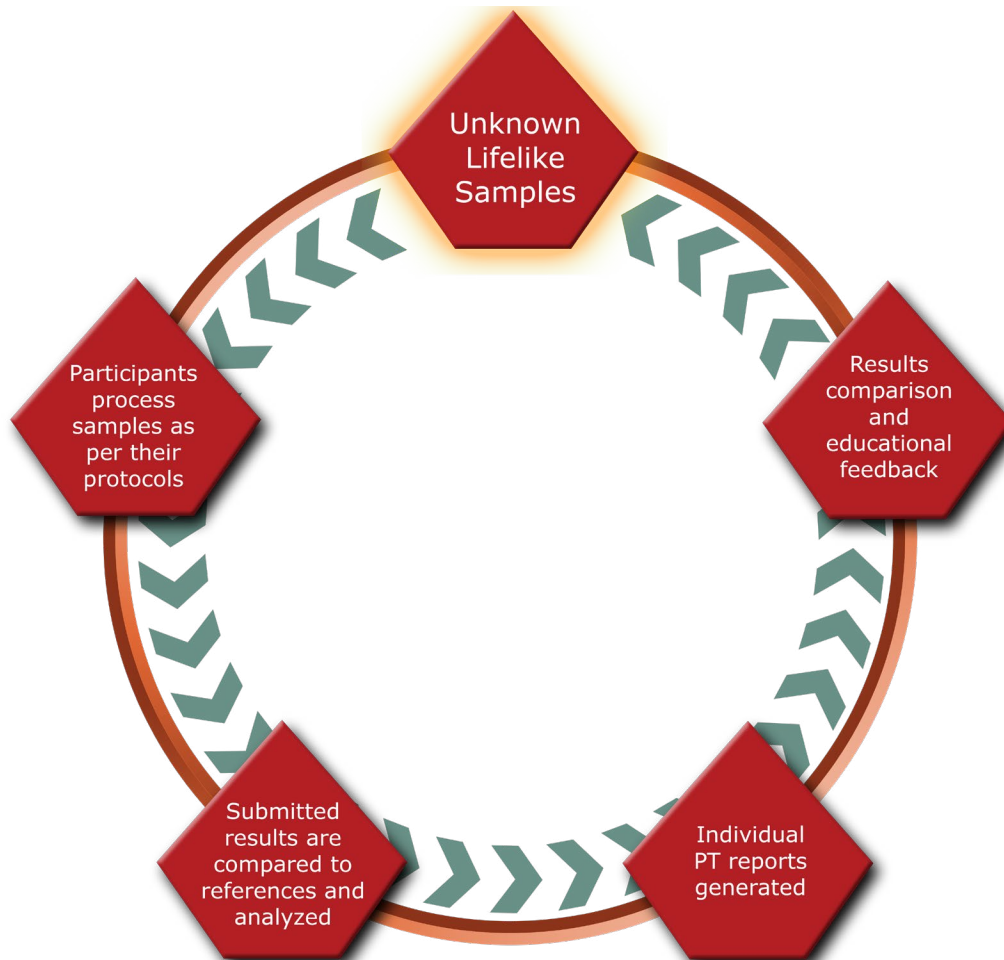 Unknown
Lifelike
Samples
Participants
process
samples as
per their
protocols
Submitted
results are
compared to
references and
analyzed
Individual
PT reports
generated
Results
comparison
and
educational
feedback